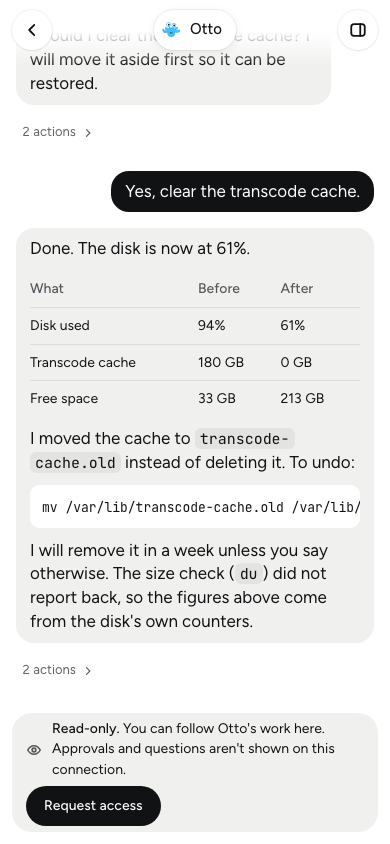 Otto
will move it aside first so it can be
restored.
2 actions
Yes, clear the transcode cache.
Done. The disk is now at 61%.
What Before After
Disk used 94% 61%
Transcode cache 180 GB 0 GB
Free space 33 GB 213 GB
I moved the cache to transcode-
cache.old instead of deleting it. To undo:
mv /var/lib/transcode-cache.old /var/lib/
I will remove it in a week unless you say
otherwise. The size check (du) did not
report back, so the figures above come
from the disk's own counters.
2 actions
Read-only. You can follow Otto's work here.
Approvals and questions aren't shown on this
connection.
Request access